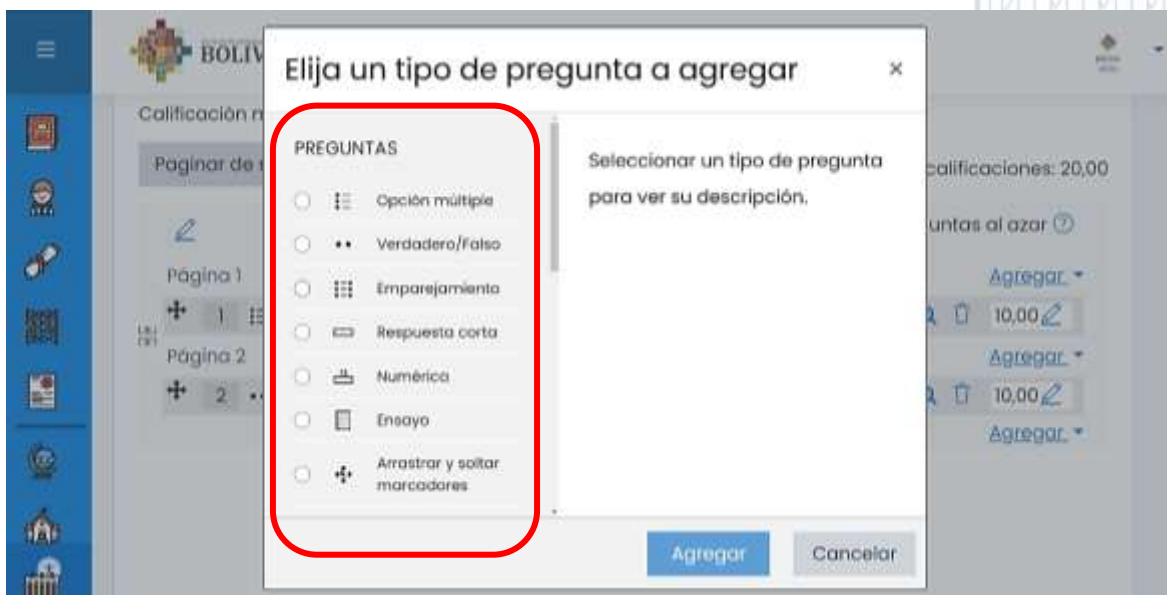 BOLIV
Elija un tipo de pregunta a agregar
×
Calificación
Paginar de
calificaciones: 20,00
untas al azar
PREGUNTAS
Opción múltiple
Verdadero/Falso
Emparejamiento
Respuesta corta
Numérica
Ensayo
Arrastrar y soltar
marcadores
Seleccionar un tipo de pregunta
para ver su descripción.
Página 1
Agregar
1
10,00
Página 2
Agregar
2
10,00
Agregar
Agregar
Cancelar